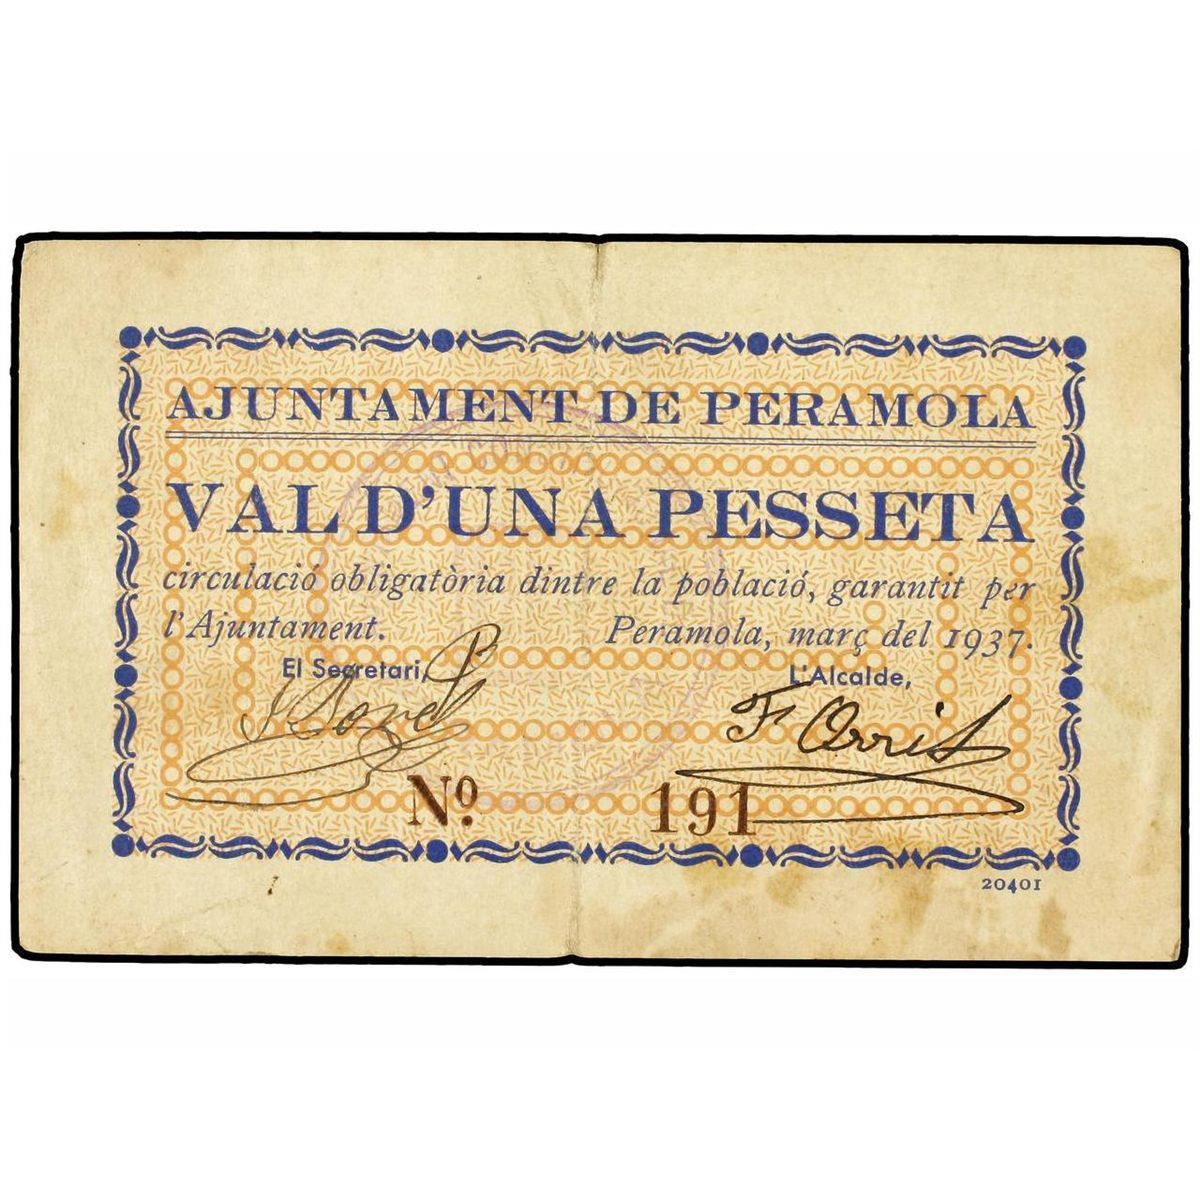 AJUNTAMENT DE PERAMOLA
VAL D'UNA PESSETA
circulació obligatòria dintre la població, garantit per
l'Ajuntament. Peramola, març del 1937.
El Secretari, L'Alcalde,
Nº. 191
20401